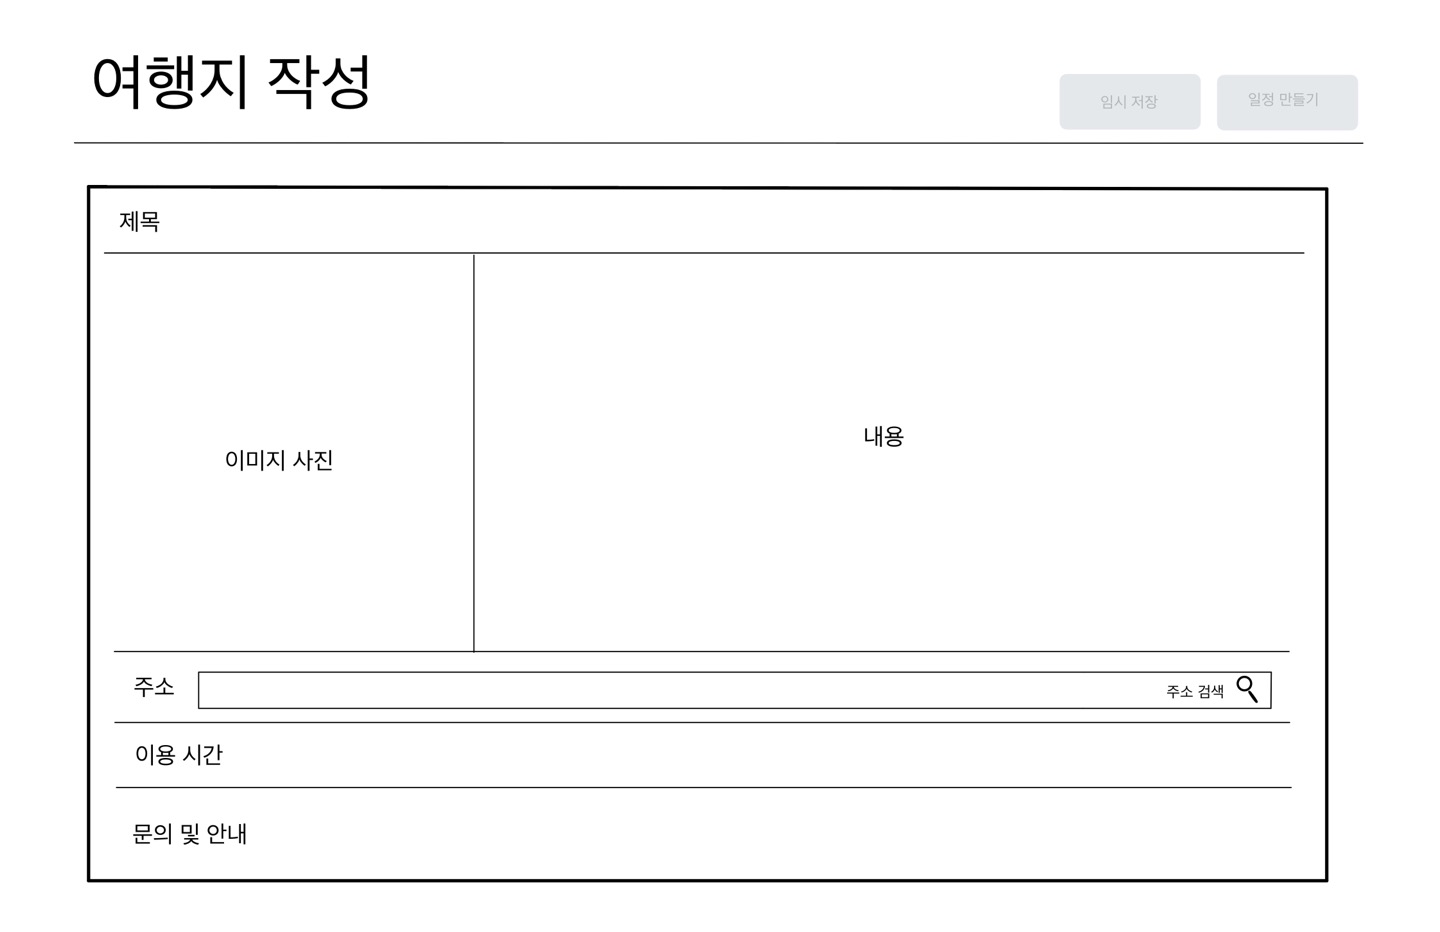 여행지 작성
임시 저장
일정 만들기
제목
이미지 사진
내용
주소
주소 검색
이용 시간
문의 및 안내